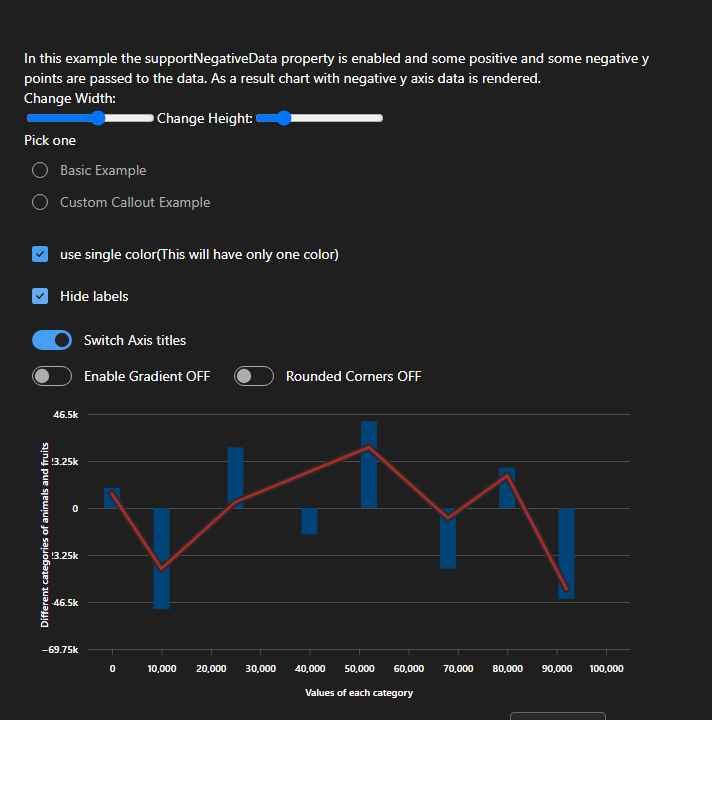 In this example the supportNegativeData property is enabled and some positive and some negative y
points are passed to the data. As a result chart with negative y axis data is rendered.
Change Width:
Change Height:
Pick one
Basic Example
Custom Callout Example
use single color(This will have only one color)
Hide labels
Switch Axis titles
Enable Gradient OFF
Rounded Corners OFF
46.5k
3.25k
0
3.25k
46.5k
−69.75k
Different categories of animals and fruits
0 10,000 20,000 30,000 40,000 50,000 60,000 70,000 80,000 90,000 100,000
Values of each category